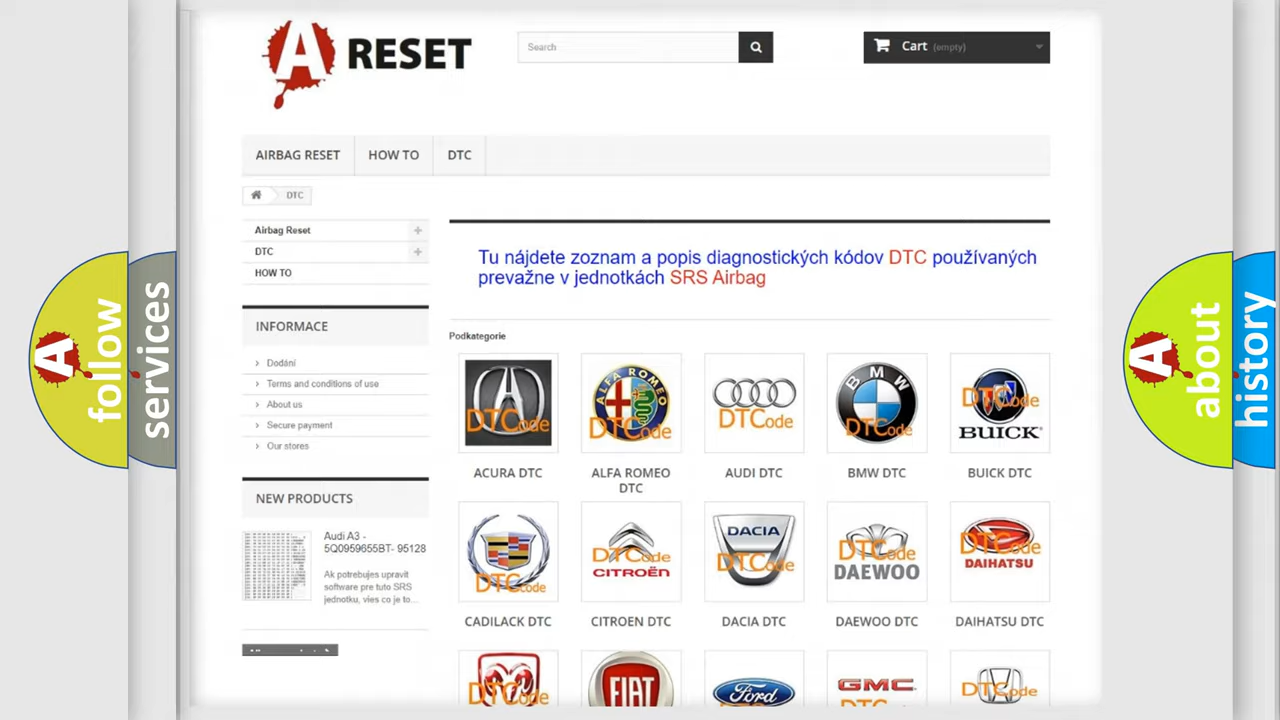 A RESET
Search
Cart (empty)
AIRBAG RESET
HOW TO
DTC
DTC
Airbag Reset
DTC
HOW TO
INFORMACE
Dodání
Terms and conditions of use
About us
Secure payment
Our stores
NEW PRODUCTS
Audi A3 -
5Q0959655BT- 95128
Ak potrebujes upravit
software pre tuto SRS
jednotku, vies co je to...
Tu nájdete zoznam a popis diagnostických kódov DTC používaných
prevažne v jednotkách SRS Airbag
Podkategorie
DTCode
ALFA ROMEO
DTCode
DTCode
BMW
DTCode
DTCode
BUICK
ACURA DTC
ALFA ROMEO
DTC
AUDI DTC
BMW DTC
BUICK DTC
DTCode
DTCode
CITROËN
DACIA
DTCode
DTCode
DAEWOO
DTCode
DAIHATSU
CADILACK DTC
CITROEN DTC
DACIA DTC
DAEWOO DTC
DAIHATSU DTC
DTCode
FIAT
Ford
GMC
DTCode
A follow
services
A about
history